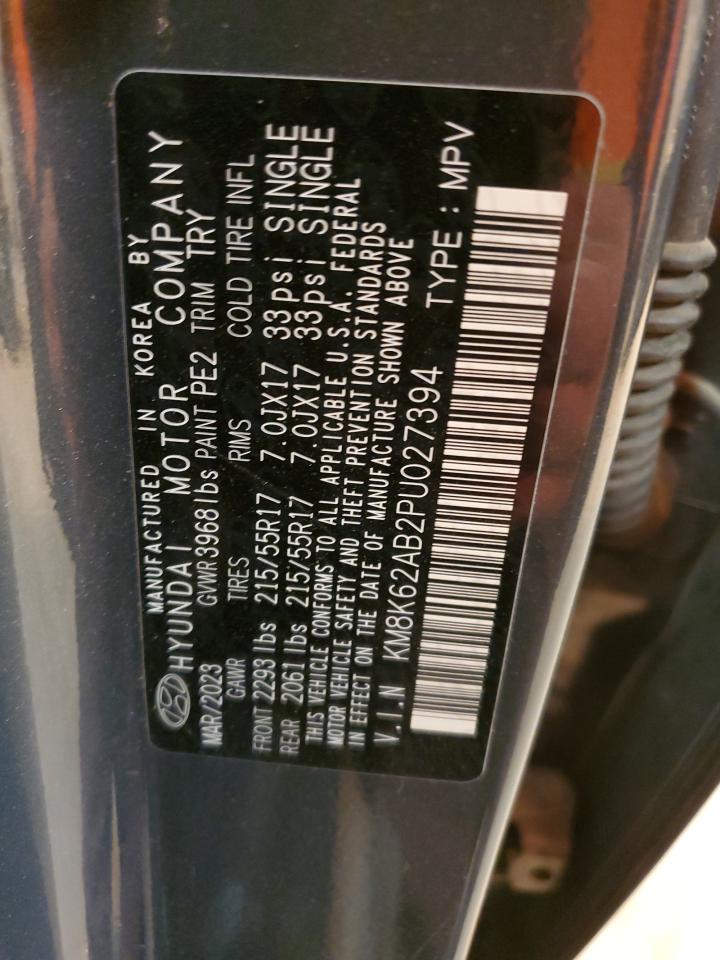 MANUFACTURED IN KOREA BY
HYUNDAI MOTOR COMPANY
MAR/2023 GVWR 3968 lbs PAINT PE2 TRIM TRY
GAWR TIRES RIMS COLD TIRE INFL
FRONT 2293 lbs 215/55R17 7.0JX17 33psi SINGLE
REAR 2061 lbs 215/55R17 7.0JX17 33psi SINGLE
THIS VEHICLE CONFORMS TO ALL APPLICABLE U.S.A. FEDERAL
MOTOR VEHICLE SAFETY AND THEFT PREVENTION STANDARDS
IN EFFECT ON THE DATE OF MANUFACTURE SHOWN ABOVE
V.I.N KM8K62AB2PU027394 TYPE : MPV